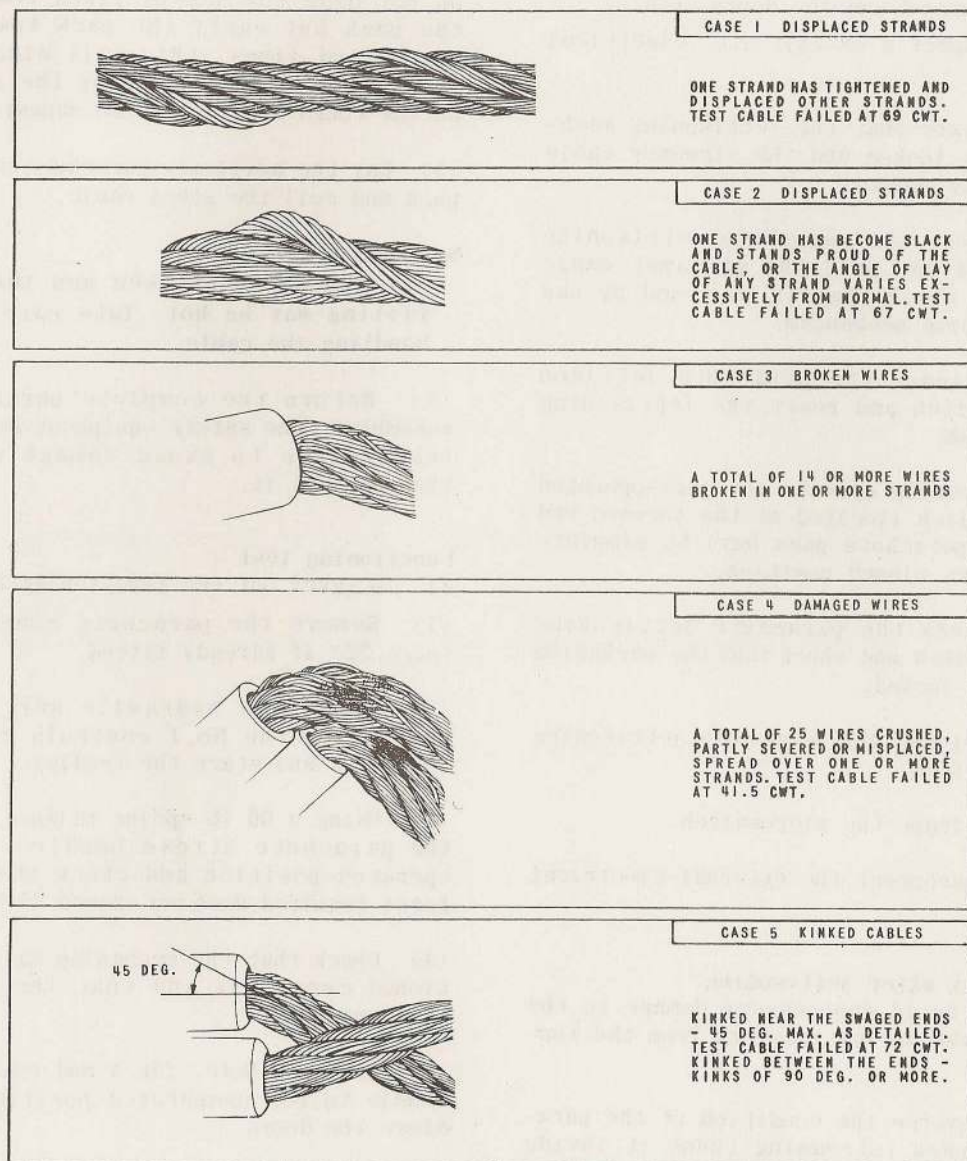 CASE 1 DISPLACED STRANDS
ONE STRAND HAS TIGHTENED AND
DISPLACED OTHER STRANDS.
TEST CABLE FAILED AT 69 CWT.
CASE 2 DISPLACED STRANDS
ONE STRAND HAS BECOME SLACK
AND STANDS PROUD OF THE
CABLE, OR THE ANGLE OF LAY
OF ANY STRAND VARIES EX-
CESSIVELY FROM NORMAL. TEST
CABLE FAILED AT 67 CWT.
CASE 3 BROKEN WIRES
A TOTAL OF 14 OR MORE WIRES
BROKEN IN ONE OR MORE STRANDS
CASE 4 DAMAGED WIRES
A TOTAL OF 25 WIRES CRUSHED,
PARTLY SEVERED OR MISPLACED,
SPREAD OVER ONE OR MORE
STRANDS. TEST CABLE FAILED
AT 41.5 CWT.
CASE 5 KINKED CABLES
45 DEG.
KINKED NEAR THE SWAGED ENDS
- 45 DEG. MAX. AS DETAILED.
TEST CABLE FAILED AT 72 CWT.
KINKED BETWEEN THE ENDS -
KINKS OF 90 DEG. OR MORE.